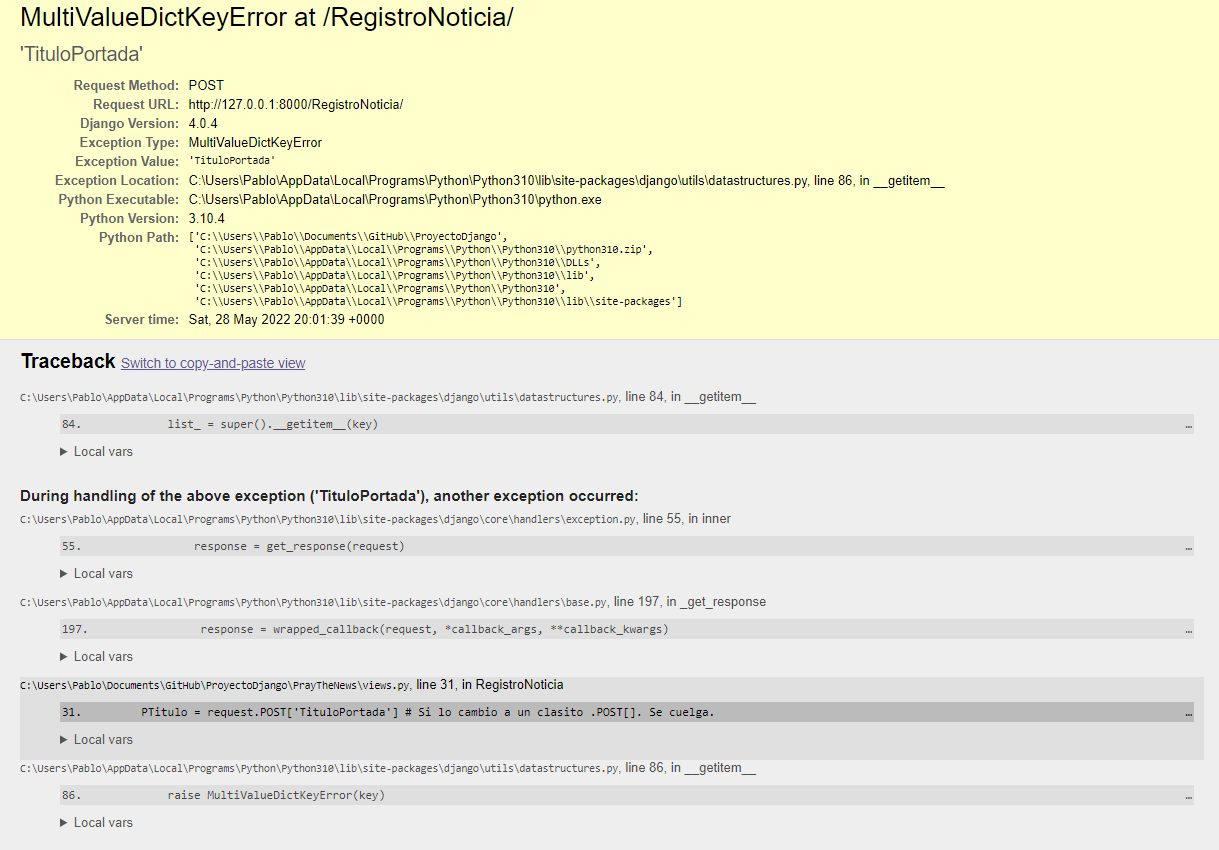 MultiValueDictKeyError at /RegistroNoticia/
'TituloPortada'
Request Method: POST
Request URL: http://127.0.0.1:8000/RegistroNoticia/
Django Version: 4.0.4
Exception Type: MultiValueDictKeyError
Exception Value: 'TituloPortada'
Exception Location: C:\Users\Pablo\AppData\Local\Programs\Python\Python310\lib\site-packages\django\utils\datastructures.py, line 86, in __getitem__
Python Executable: C:\Users\Pablo\AppData\Local\Programs\Python\Python310\python.exe
Python Version: 3.10.4
Python Path: ['C:\\Users\\Pablo\\Documents\\GitHub\\ProyectoDjango',
'C:\\Users\\Pablo\\AppData\\Local\\Programs\\Python\\Python310\\python310.zip',
'C:\\Users\\Pablo\\AppData\\Local\\Programs\\Python\\Python310\\DLLs',
'C:\\Users\\Pablo\\AppData\\Local\\Programs\\Python\\Python310\\lib',
'C:\\Users\\Pablo\\AppData\\Local\\Programs\\Python\\Python310',
'C:\\Users\\Pablo\\AppData\\Local\\Programs\\Python\\Python310\\lib\\site-packages']
Server time: Sat, 28 May 2022 20:01:39 +0000
Traceback Switch to copy-and-paste view
C:\Users\Pablo\AppData\Local\Programs\Python\Python310\lib\site-packages\django\utils\datastructures.py, line 84, in __getitem__
84. list_ = super().__getitem__(key) …
▶ Local vars
During handling of the above exception ('TituloPortada'), another exception occurred:
C:\Users\Pablo\AppData\Local\Programs\Python\Python310\lib\site-packages\django\core\handlers\exception.py, line 55, in inner
55. response = get_response(request) …
▶ Local vars
C:\Users\Pablo\AppData\Local\Programs\Python\Python310\lib\site-packages\django\core\handlers\base.py, line 197, in _get_response
197. response = wrapped_callback(request, *callback_args, **callback_kwargs) …
▶ Local vars
C:\Users\Pablo\Documents\GitHub\ProyectoDjango\PrayTheNews\views.py, line 31, in RegistroNoticia
31. PTitulo = request.POST['TituloPortada'] # Si lo cambio a un clasito .POST[]. Se cuelga. …
▶ Local vars
C:\Users\Pablo\AppData\Local\Programs\Python\Python310\lib\site-packages\django\utils\datastructures.py, line 86, in __getitem__
86. raise MultiValueDictKeyError(key) …
▶ Local vars